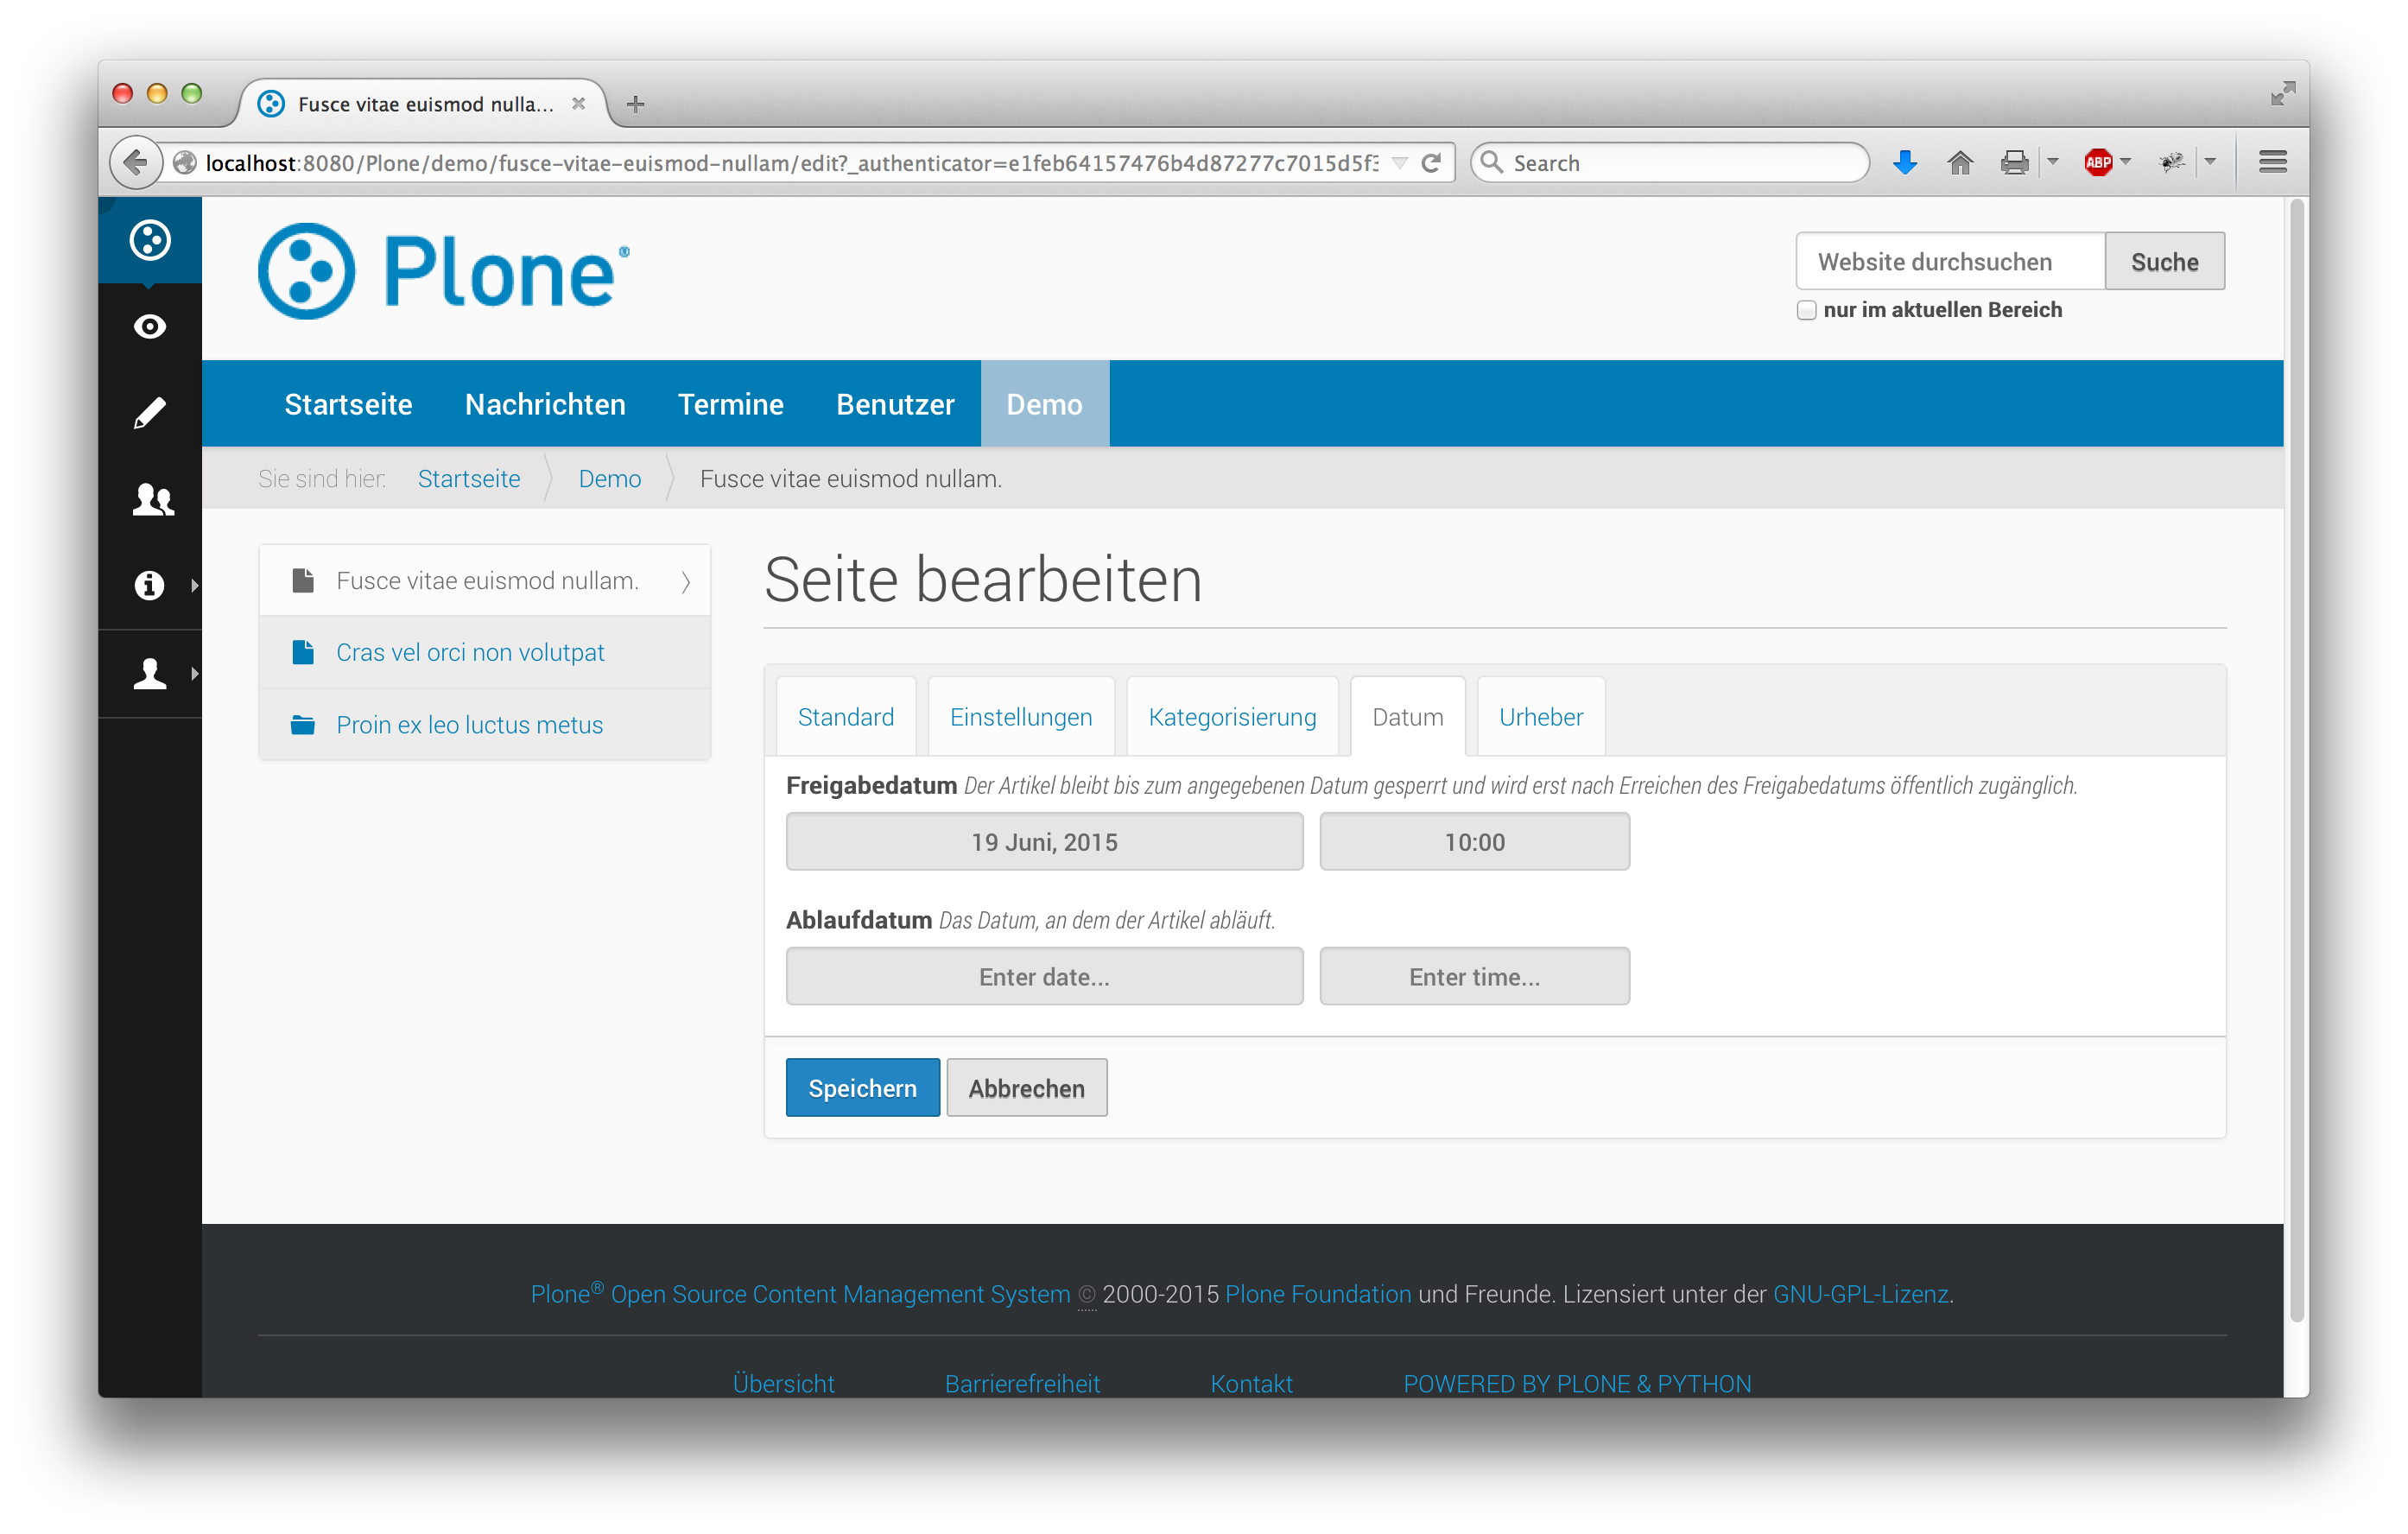 Fusce vitae euismod nulla...
localhost:8080/Plone/demo/fusce-vitae-euismod-nullam/edit?_authenticator=e1feb64157476b4d87277c7015d5f3
Search
ABP
Plone®
Website durchsuchen
Suche
nur im aktuellen Bereich
Startseite Nachrichten Termine Benutzer Demo
Sie sind hier: Startseite Demo Fusce vitae euismod nullam.
Fusce vitae euismod nullam.
Cras vel orci non volutpat
Proin ex leo luctus metus
Seite bearbeiten
Standard Einstellungen Kategorisierung Datum Urheber
Freigabedatum Der Artikel bleibt bis zum angegebenen Datum gesperrt und wird erst nach Erreichen des Freigabedatums öffentlich zugänglich.
19 Juni, 2015 10:00
Ablaufdatum Das Datum, an dem der Artikel abläuft.
Enter date... Enter time...
Speichern Abbrechen
Plone® Open Source Content Management System © 2000-2015 Plone Foundation und Freunde. Lizensiert unter der GNU-GPL-Lizenz.
Übersicht Barrierefreiheit Kontakt POWERED BY PLONE & PYTHON